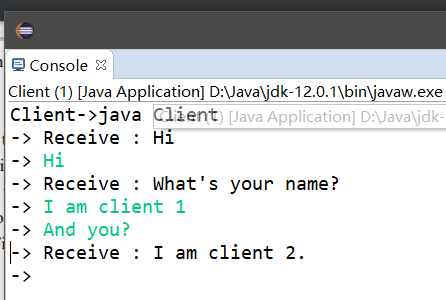 Console
Client (1) [Java Application] D:\Java\jdk-12.0.1\bin\javaw.exe
Client->java Client
Client (1) [Java Application] D:\Java\jdk-
-> Receive : Hi
-> Hi
-> Receive : What's your name?
-> I am client 1
-> And you?
-> Receive : I am client 2.
->